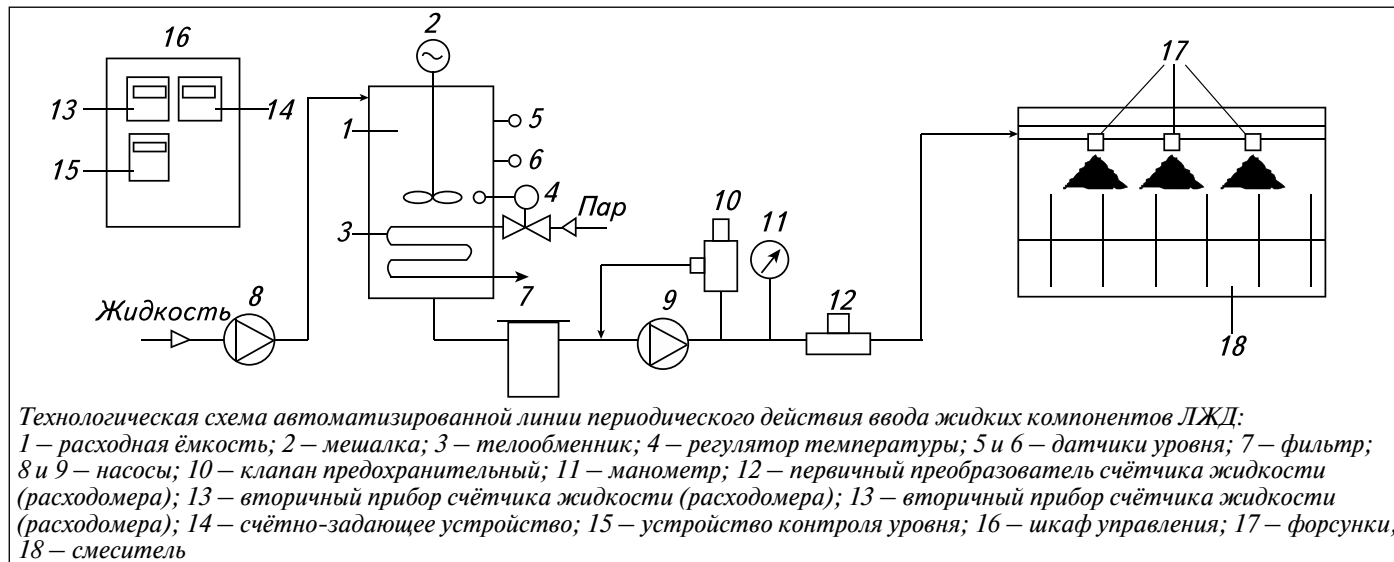 2
16
17
13
14
1
5
15
6
4
Пар
10
11
3
7
9
12
8
Жидкость
18
Технологическая схема автоматизированной линии периодического действия ввода жидких компонентов ЛЖД:
1 – расходная ёмкость; 2 – мешалка; 3 – телообменник; 4 – регулятор температуры; 5 и 6 – датчики уровня; 7 – фильтр;
8 и 9 – насосы; 10 – клапан предохранительный; 11 – манометр; 12 – первичный преобразователь счётчика жидкости
(расходомера); 13 – вторичный прибор счётчика жидкости (расходомера); 13 – вторичный прибор счётчика жидкости
(расходомера); 14 – счётно-задающее устройство; 15 – устройство контроля уровня; 16 – шкаф управления; 17 – форсунки;
18 – смеситель